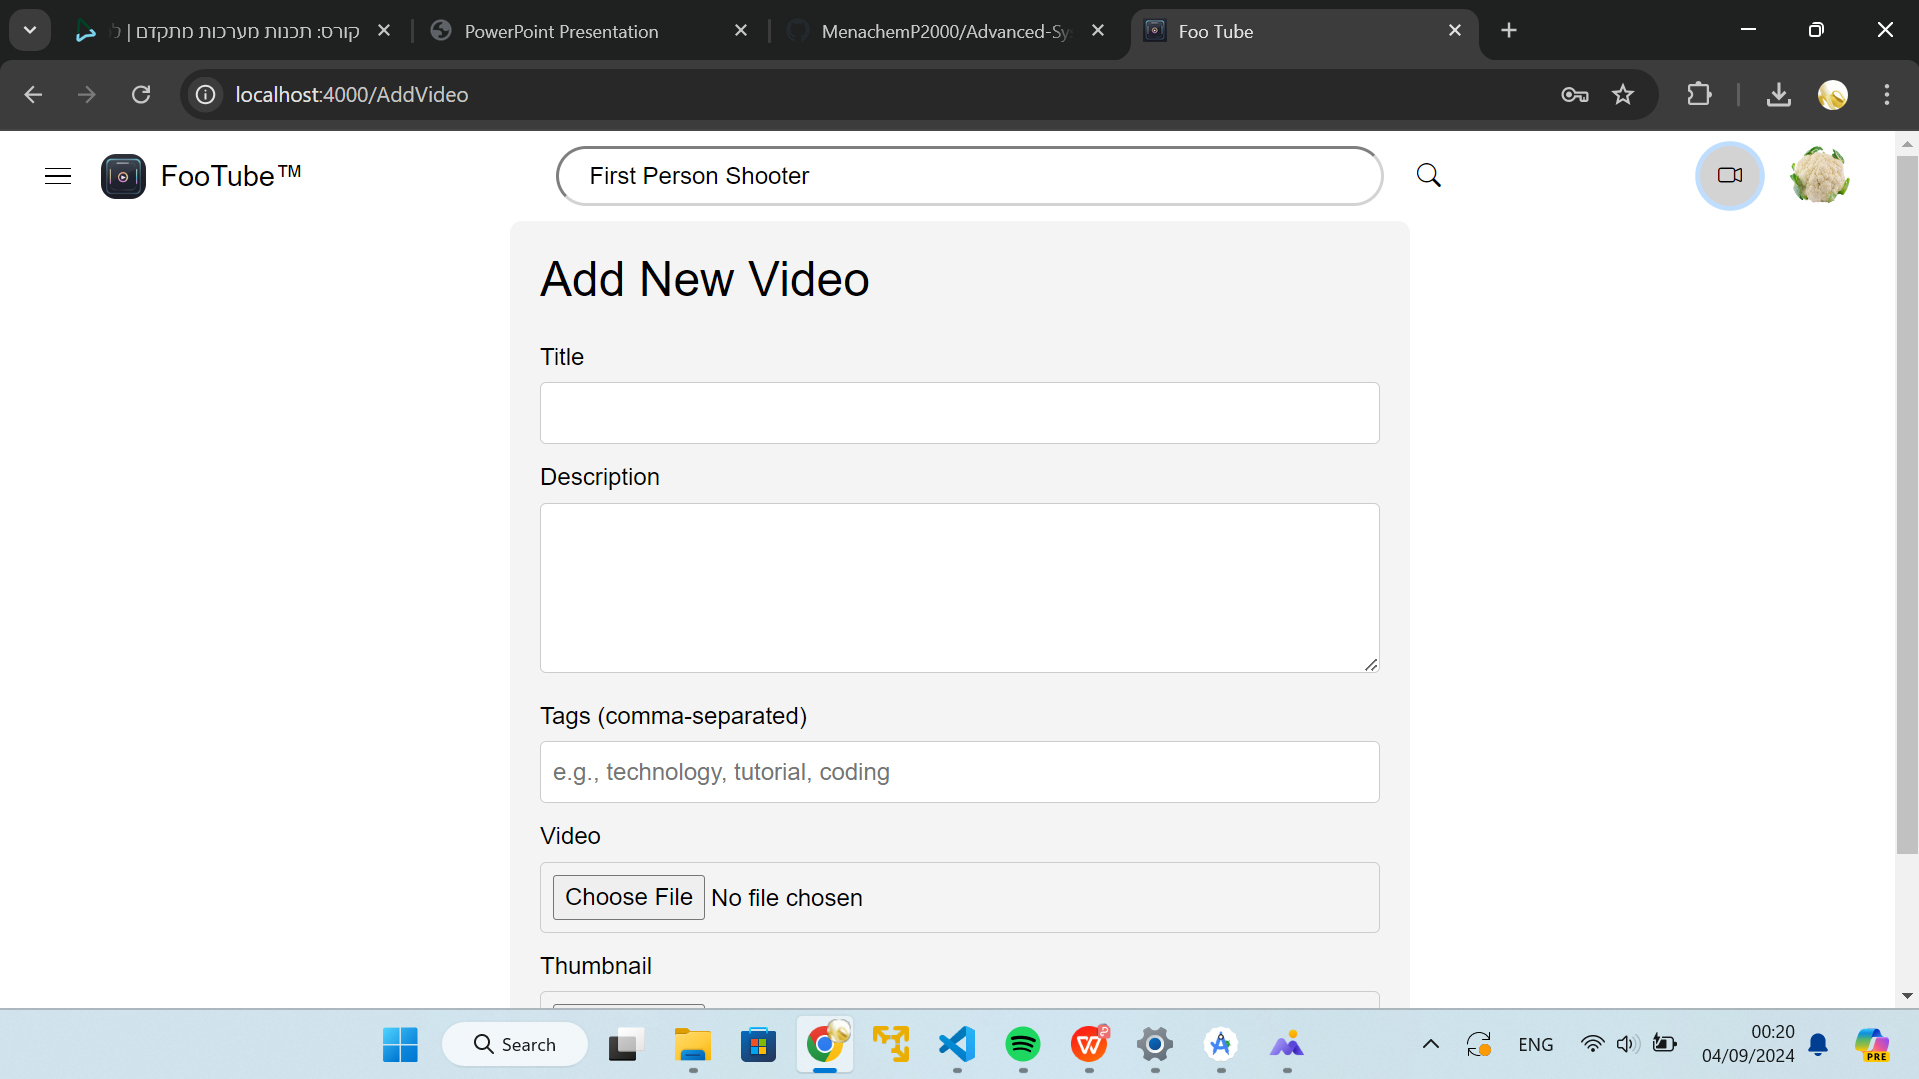 קורס: תכנות מערכות מתקדם | ל
PowerPoint Presentation
MenachemP2000/Advanced-Sy
Foo Tube
localhost:4000/AddVideo
FooTube™
First Person Shooter
Add New Video
Title
Description
Tags (comma-separated)
e.g., technology, tutorial, coding
Video
Choose File No file chosen
Thumbnail
Search
ENG
00:20
04/09/2024
PRE